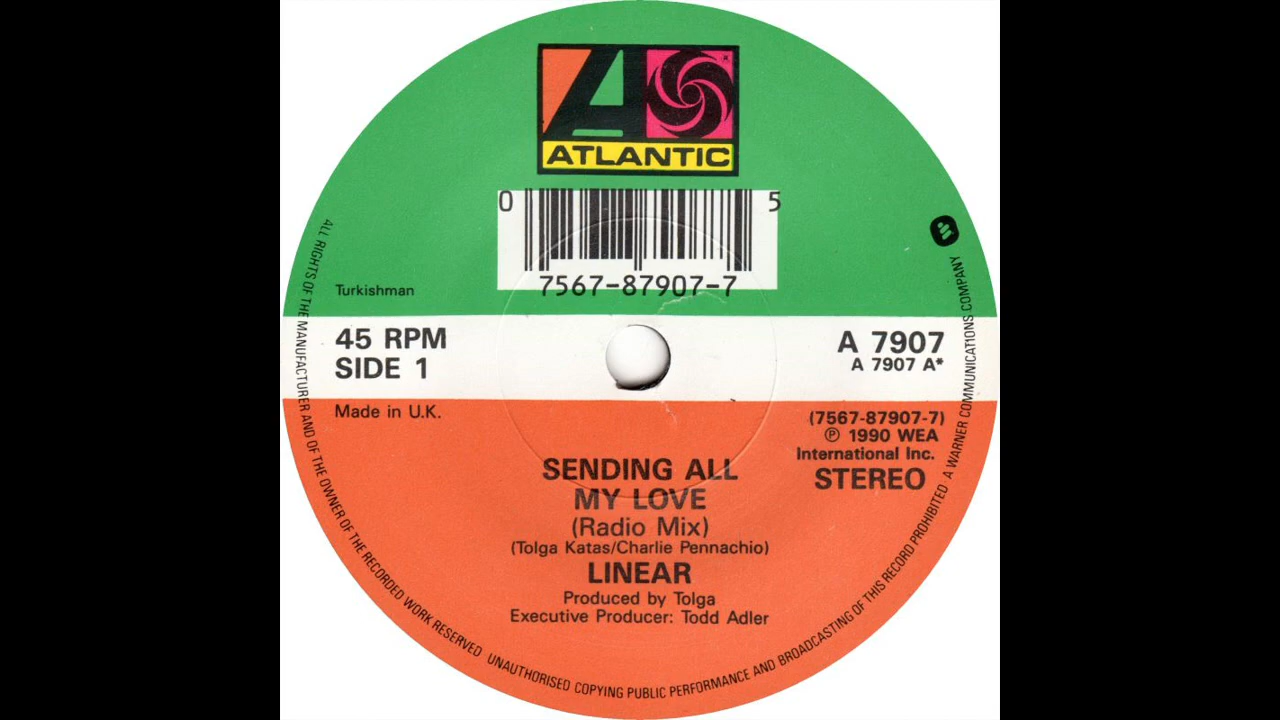 ATLANTIC
0 5
7567-87907-7
Turkishman
45 RPM
SIDE 1
A 7907
A 7907 A*
Made in U.K.
(7567-87907-7)
℗ 1990 WEA
International Inc.
STEREO
SENDING ALL
MY LOVE
(Radio Mix)
(Tolga Katas/Charlie Pennachio)
LINEAR
Produced by Tolga
Executive Producer: Todd Adler
ALL RIGHTS OF THE MANUFACTURER AND OF THE OWNER OF THE RECORDED WORK RESERVED UNAUTHORISED COPYING PUBLIC PERFORMANCE AND BROADCASTING OF THIS RECORD PROHIBITED A WARNER COMMUNICATIONS COMPANY